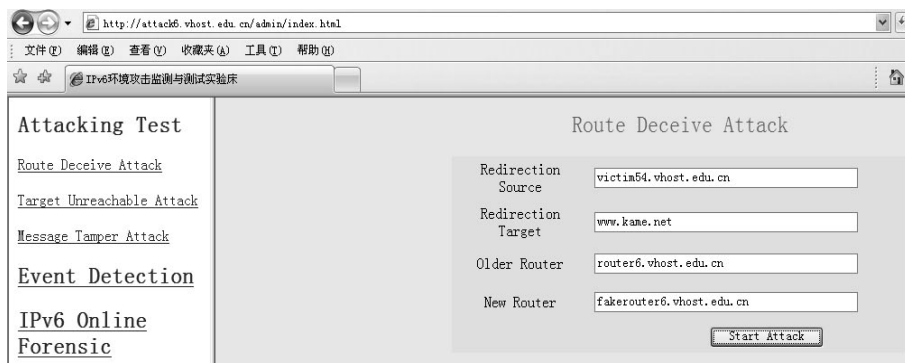 http://attack6.vhost.edu.cn/admin/index.html
文件(F) 编辑(E) 查看(V) 收藏夹(A) 工具(T) 帮助(H)
IPv6环境攻击监测与测试实验床
Attacking Test
Route Deceive Attack
Target Unreachable Attack
Message Tamper Attack
Event Detection
IPv6 Online
Forensic
Route Deceive Attack
Redirection
Source
victim54.vhost.edu.cn
Redirection
Target
www.kame.net
Older Router
router6.vhost.edu.cn
New Router
fakerouter6.vhost.edu.cn
Start Attack